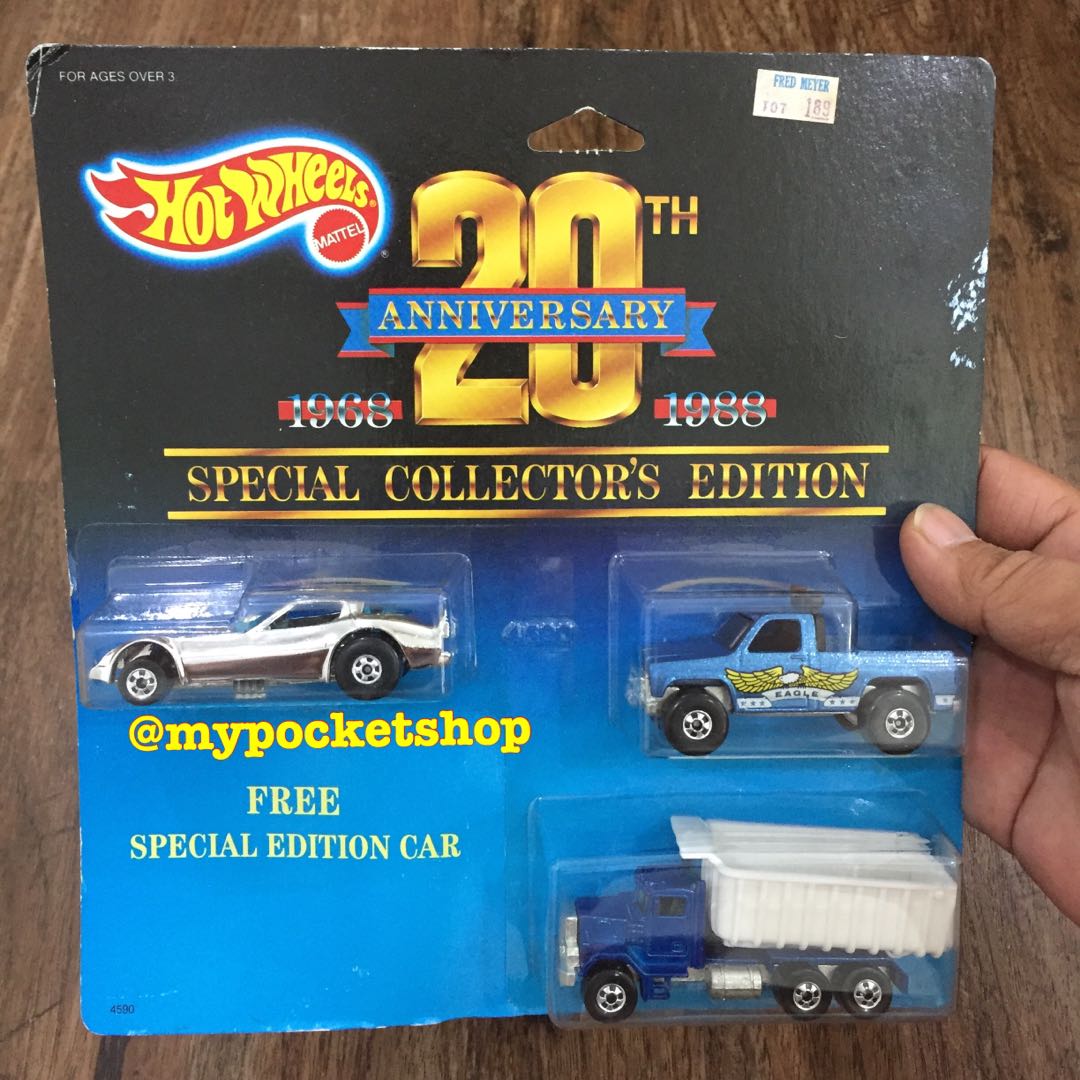 FOR AGES OVER 3
FRED MEYER
107 189
HOT WHEELS®
MATTEL
®
20TH
ANNIVERSARY
1968 1988
SPECIAL COLLECTOR'S EDITION
EAGLE
@mypocketshop
FREE
SPECIAL EDITION CAR
4590